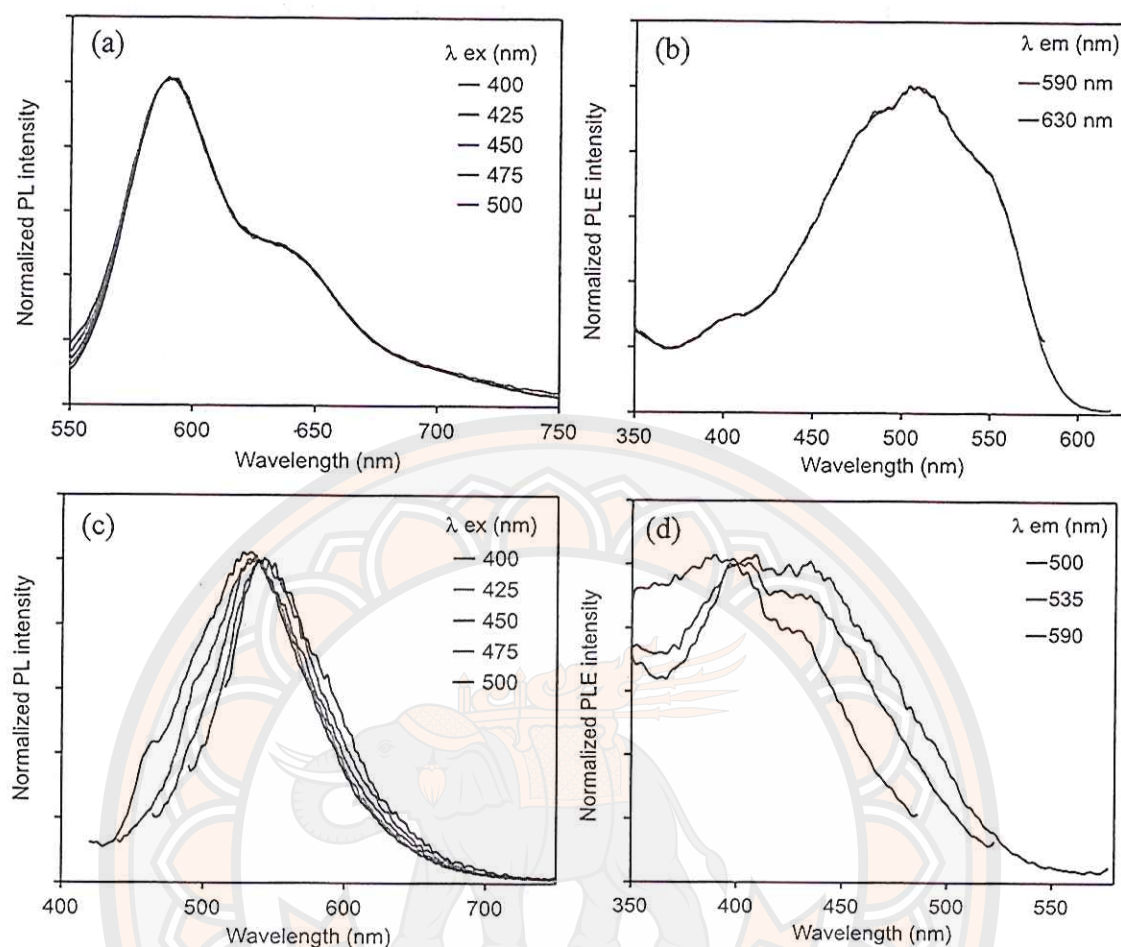 (a)
λ ex (nm)
400
425
450
475
500
Normalized PL intensity
550 600 650 700 750
Wavelength (nm)
(b)
λ em (nm)
590 nm
630 nm
Normalized PLE intensity
350 400 450 500 550 600
Wavelength (nm)
(c)
λ ex (nm)
400
425
450
475
500
Normalized PL intensity
400 500 600 700
Wavelength (nm)
(d)
λ em (nm)
500
535
590
Normalized PLE intensity
350 400 450 500 550
Wavelength (nm)